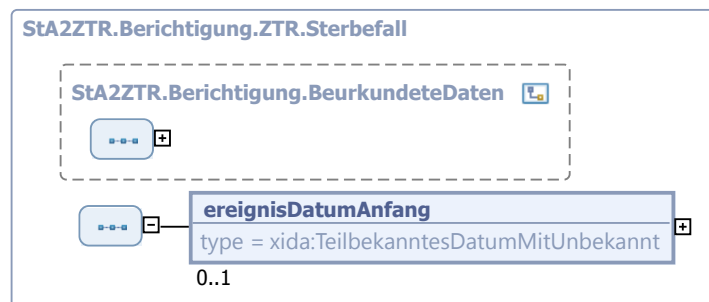 StA2ZTR.Berichtigung.ZTR.Sterbefall
StA2ZTR.Berichtigung.BeurkundeteDaten
ereignisDatumAnfang
type = xida:TeilbekanntesDatumMitUnbekannt
0..1